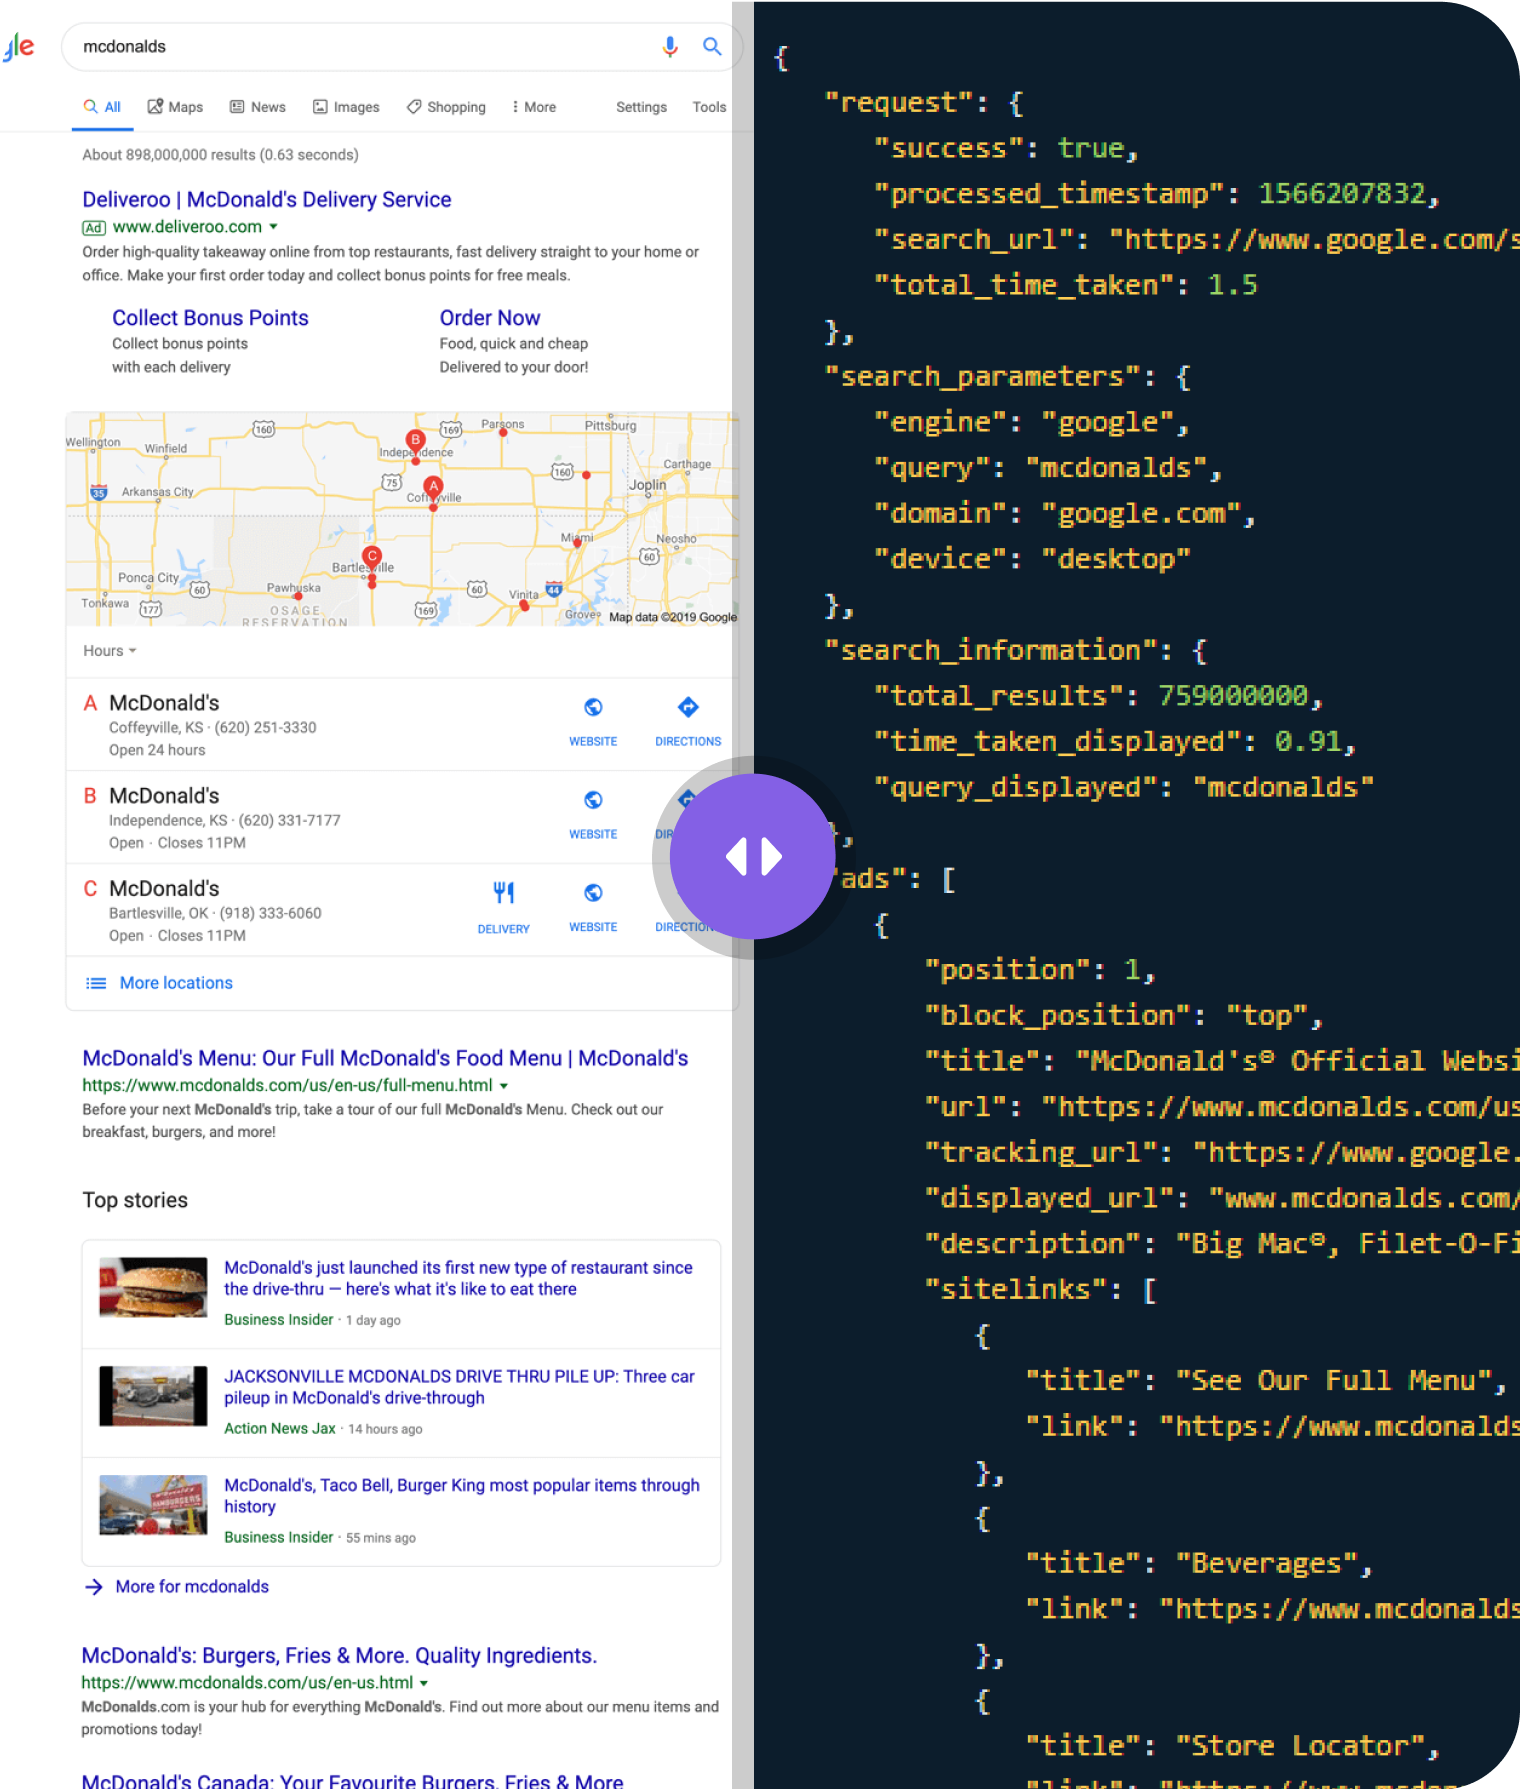 gle
mcdonalds
All
Maps
News
Images
Shopping
More
Settings
Tools
About 898,000,000 results (0.63 seconds)
Deliveroo | McDonald's Delivery Service
Ad www.deliveroo.com
Order high-quality takeaway online from top restaurants, fast delivery straight to your home or
office. Make your first order today and collect bonus points for free meals.
Collect Bonus Points
Collect bonus points
with each delivery
Order Now
Food, quick and cheap
Delivered to your door!
160
169
Parsons
Pittsburg
Wellington
Winfield
B
Independence
Carthage
160
75
A
Joplin
35
Arkansas City
Coffeyville
Miami
Neosho
C
60
Bartlesville
Ponca City
60
Pawhuska
60
44
Vinita
Tonkawa
177
OSAGE
RESERVATION
169
Grove
Map data ©2019 Google
Hours
A McDonald's
Coffeyville, KS · (620) 251-3330
Open 24 hours
WEBSITE
DIRECTIONS
B McDonald's
Independence, KS · (620) 331-7177
Open · Closes 11PM
WEBSITE
DIR
C McDonald's
Bartlesville, OK · (918) 333-6060
Open · Closes 11PM
DELIVERY
WEBSITE
DIRECTION
More locations
McDonald's Menu: Our Full McDonald's Food Menu | McDonald's
https://www.mcdonalds.com/us/en-us/full-menu.html
Before your next McDonald's trip, take a tour of our full McDonald's Menu. Check out our
breakfast, burgers, and more!
Top stories
McDonald's just launched its first new type of restaurant since
the drive-thru — here's what it's like to eat there
Business Insider · 1 day ago
JACKSONVILLE MCDONALDS DRIVE THRU PILE UP: Three car
pileup in McDonald's drive-through
Action News Jax · 14 hours ago
McDonald's
HAMBURGERS
McDonald's, Taco Bell, Burger King most popular items through
history
Business Insider · 55 mins ago
More for mcdonalds
McDonald's: Burgers, Fries & More. Quality Ingredients.
https://www.mcdonalds.com/us/en-us.html
McDonalds.com is your hub for everything McDonald's. Find out more about our menu items and
promotions today!
McDonald's Canada: Your Favourite Burgers, Fries & More
{
"request": {
"success": true,
"processed_timestamp": 1566207832,
"search_url": "https://www.google.com/s
"total_time_taken": 1.5
},
"search_parameters": {
"engine": "google",
"query": "mcdonalds",
"domain": "google.com",
"device": "desktop"
},
"search_information": {
"total_results": 759000000,
"time_taken_displayed": 0.91,
"query_displayed": "mcdonalds"
},
"ads": [
{
"position": 1,
"block_position": "top",
"title": "McDonald's® Official Websi
"url": "https://www.mcdonalds.com/us
"tracking_url": "https://www.google.
"displayed_url": "www.mcdonalds.com/
"description": "Big Mac®, Filet-O-Fi
"sitelinks": [
{
"title": "See Our Full Menu",
"link": "https://www.mcdonalds
},
{
"title": "Beverages",
"link": "https://www.mcdonalds
},
{
"title": "Store Locator",
"link": "https://www.mcdon